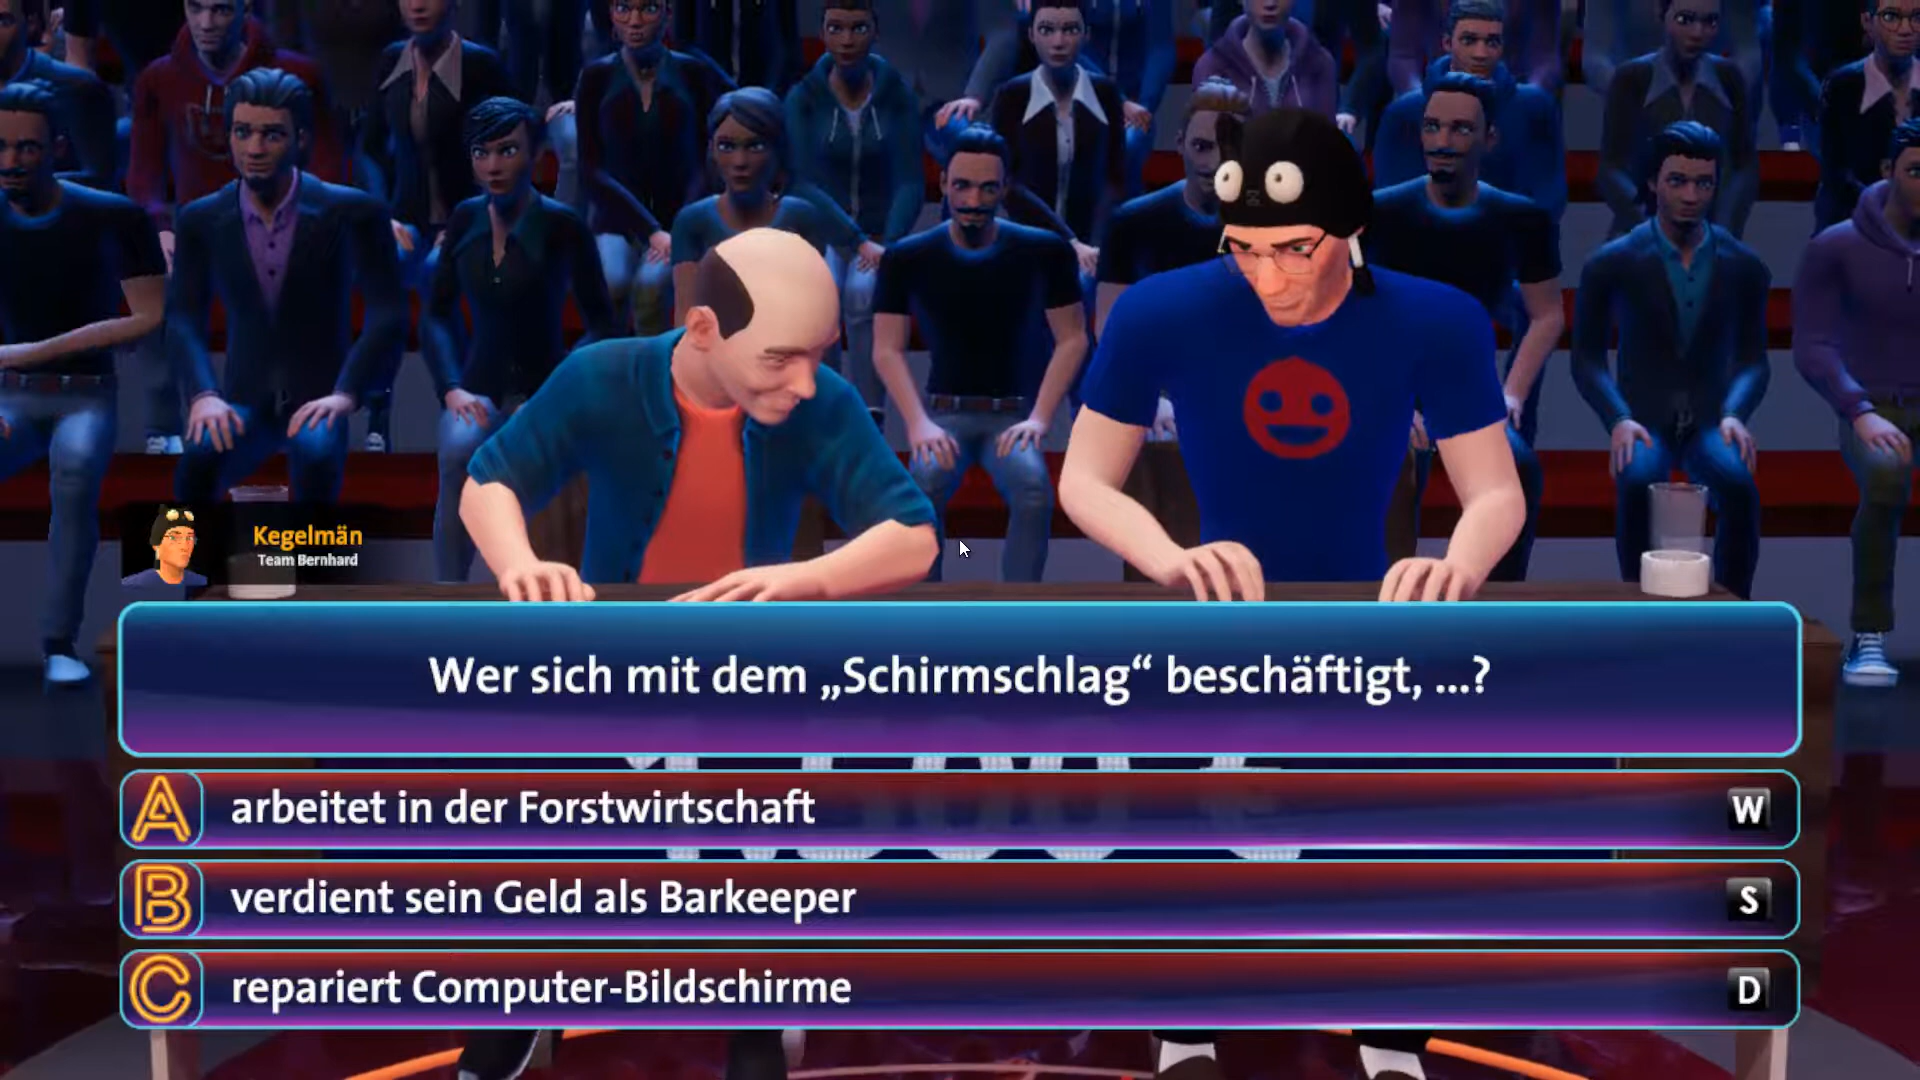 Kegelmän
Team Bernhard
Wer sich mit dem „Schirmschlag“ beschäftigt, ...?
A arbeitet in der Forstwirtschaft W
B verdient sein Geld als Barkeeper S
C repariert Computer-Bildschirme D